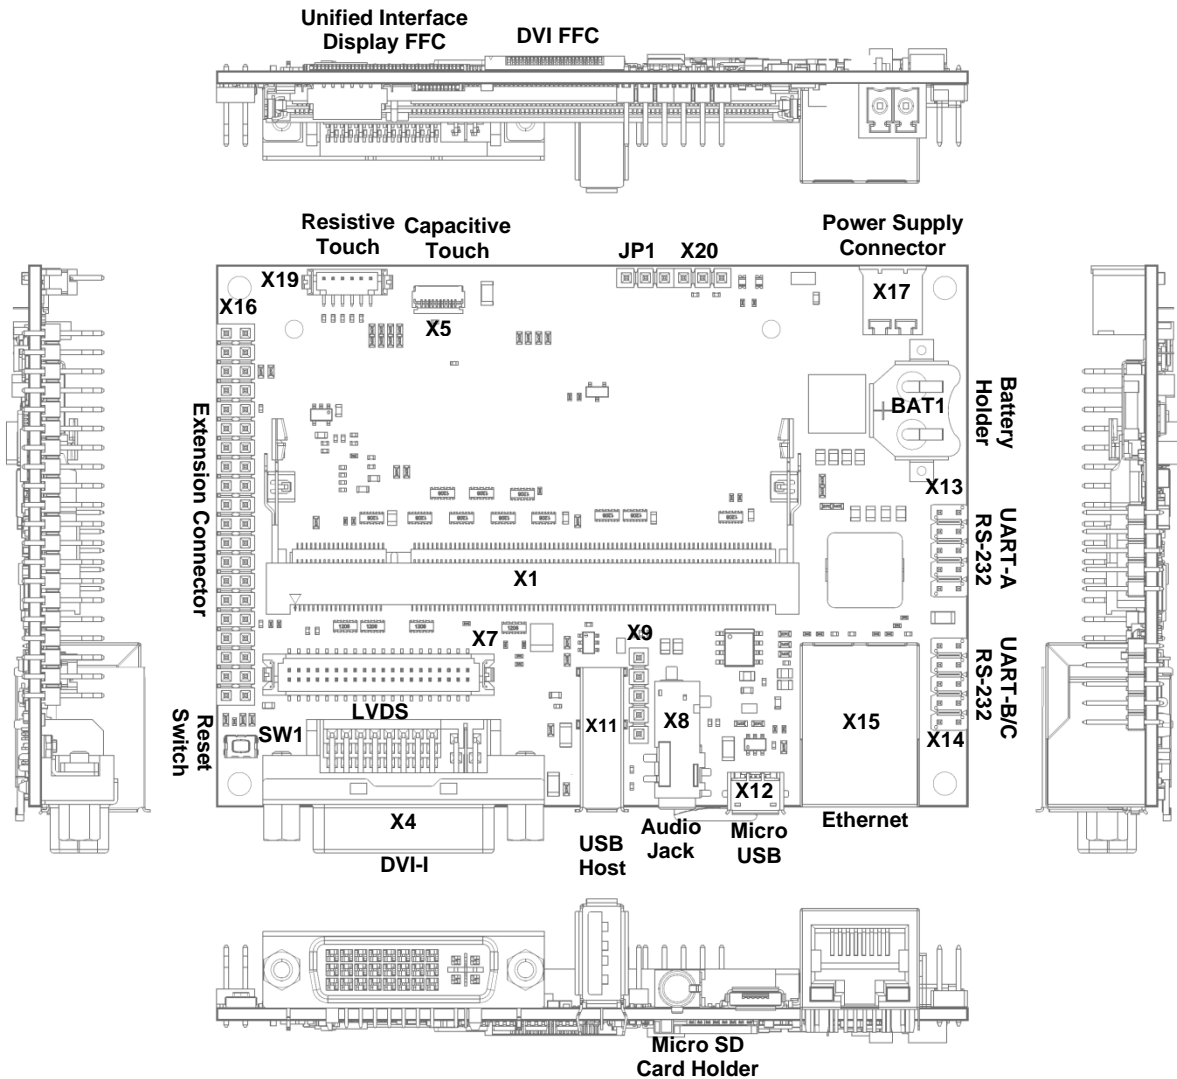 Unified Interface
Display FFC
DVI FFC
Resistive
Touch
Capacitive
Touch
JP1
X20
Power Supply
Connector
X19
X16
X5
X17
Extension Connector
BAT1
Battery
Holder
X13
UART-A
RS-232
X1
X7
X9
LVDS
X11
X8
X15
UART-B/C
RS-232
X14
Reset
Switch
SW1
X4
X12
DVI-I
USB
Host
Audio
Jack
Micro
USB
Ethernet
Micro SD
Card Holder